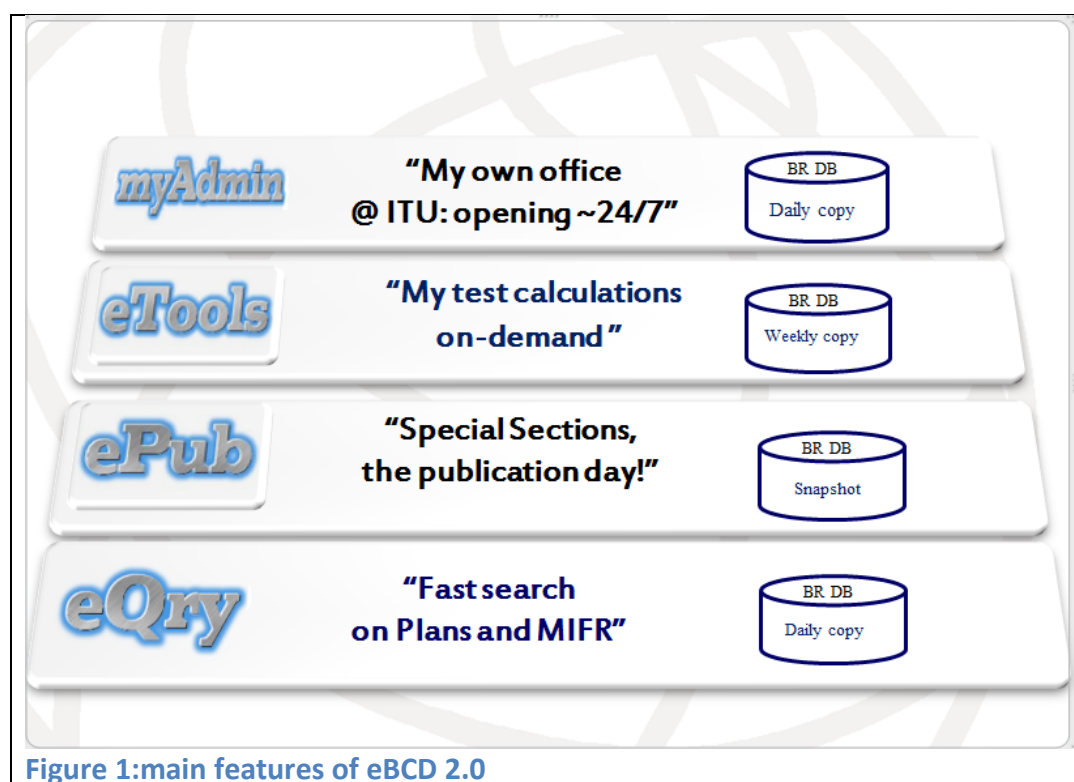 myAdmin
“My own office
@ ITU: opening ~24/7”
BR DB
Daily copy
eTools
“My test calculations
on-demand”
BR DB
Weekly copy
ePub
“Special Sections,
the publication day!”
BR DB
Snapshot
eQry
“Fast search
on Plans and MIFR”
BR DB
Daily copy
Figure 1:main features of eBCD 2.0